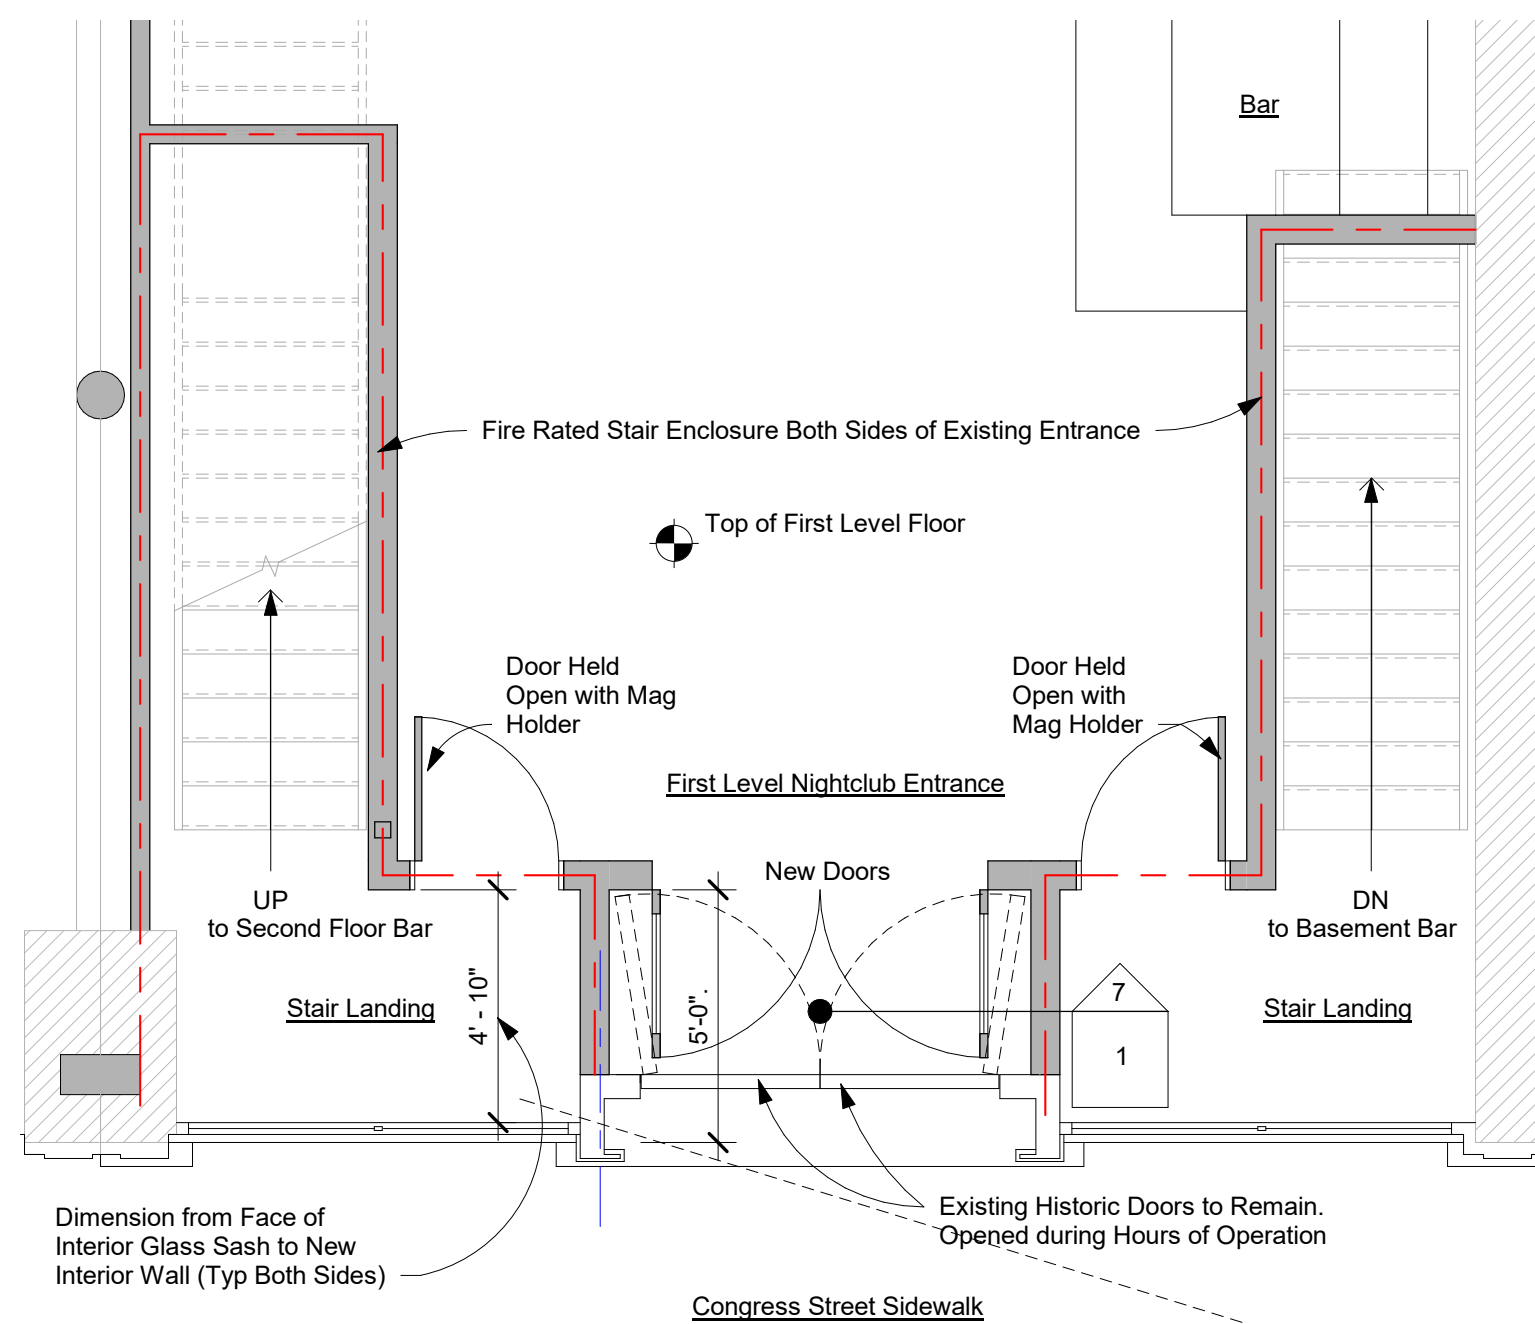 Bar
Fire Rated Stair Enclosure Both Sides of Existing Entrance
Top of First Level Floor
Door Held
Open with Mag
Holder
Door Held
Open with
Mag Holder
First Level Nightclub Entrance
New Doors
UP
to Second Floor Bar
DN
to Basement Bar
Stair Landing
4' - 10"
5'-0".
7
1
Stair Landing
Dimension from Face of
Interior Glass Sash to New
Interior Wall (Typ Both Sides)
Existing Historic Doors to Remain.
Opened during Hours of Operation
Congress Street Sidewalk